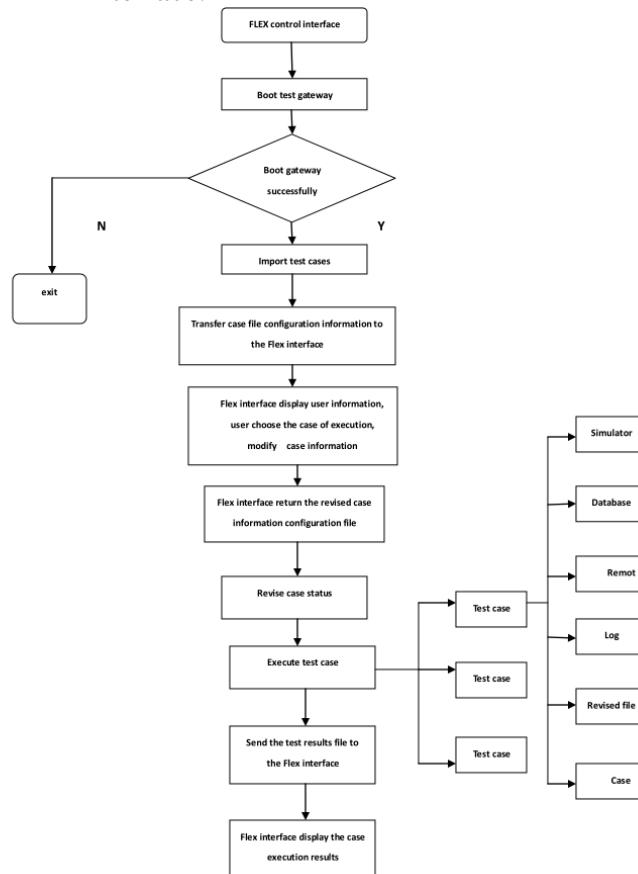 FLEX control interface
Boot test gateway
Boot gateway
successfully
N
Y
Import test cases
exit
Transfer case file configuration information to
the Flex interface
Flex interface display user information,
user choose the case of execution,
modify case information
Simulator
Database
Flex interface return the revised case
information configuration file
Remot
Revise case status
Test case
Log
Execute test case
Test case
Revised file
Send the test results file to
the Flex interface
Test case
Case
Flex interface display the case
execution results